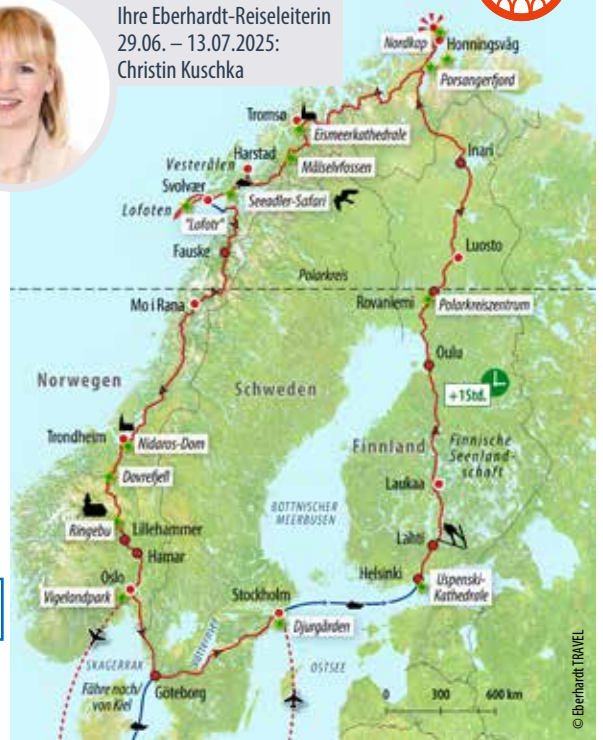 Ihre Eberhardt-Reiseleiterin
29.06. – 13.07.2025:
Christin Kuschka
Nordkap
Honningsvåg
Porsangerfjord
Tromsø
Eismeerkathedrale
Vesterålen
Harstad
Målselvfossen
Inari
Svolvær
Seeadler-Safari
Lofoten
"Lofotr"
Fauske
Luosto
Polarkreis
Mo i Rana
Rovaniemi
Polarkreiszentrum
Oulu
Norwegen
Schweden
+1Std.
Trondheim
Nidaros-Dom
Finnland
Finnische
Seenland-
schaft
Dovrefjell
Laukaa
BOTTNISCHER
MEERBUSEN
Ringebu
Lillehammer
Hamar
Lahti
Oslo
Helsinki
Vigelandpark
Stockholm
Uspenski-
Kathedrale
Djurgården
Vätternsee
SKAGERRAK
OSTSEE
Fähre nach/
von Kiel
Göteborg
0 300 600 km
© Eberhardt TRAVEL